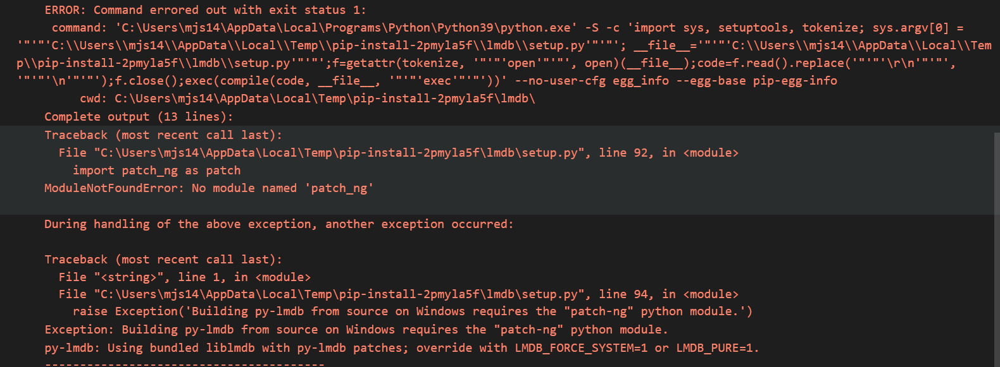 ERROR: Command errored out with exit status 1:
command: 'C:\Users\mjs14\AppData\Local\Programs\Python\Python39\python.exe' -S -c 'import sys, setuptools, tokenize; sys.argv[0] =
'"'"'C:\\Users\\mjs14\\AppData\\Local\\Temp\\pip-install-2pmyla5f\\lmdb\\setup.py'"'"'; __file__='"'"'C:\\Users\\mjs14\\AppData\\Local\\Tem
p\\pip-install-2pmyla5f\\lmdb\\setup.py'"'"';f=getattr(tokenize, '"'"'open'"'"', open)(__file__);code=f.read().replace('"'"'\r\n'"'"',
'"'"'\n'"'"');f.close();exec(compile(code, __file__, '"'"'exec'"'"'))' --no-user-cfg egg_info --egg-base pip-egg-info
cwd: C:\Users\mjs14\AppData\Local\Temp\pip-install-2pmyla5f\lmdb\
Complete output (13 lines):
Traceback (most recent call last):
File "C:\Users\mjs14\AppData\Local\Temp\pip-install-2pmyla5f\lmdb\setup.py", line 92, in <module>
import patch_ng as patch
ModuleNotFoundError: No module named 'patch_ng'
During handling of the above exception, another exception occurred:
Traceback (most recent call last):
File "<string>", line 1, in <module>
File "C:\Users\mjs14\AppData\Local\Temp\pip-install-2pmyla5f\lmdb\setup.py", line 94, in <module>
raise Exception('Building py-lmdb from source on Windows requires the "patch-ng" python module.')
Exception: Building py-lmdb from source on Windows requires the "patch-ng" python module.
py-lmdb: Using bundled liblmdb with py-lmdb patches; override with LMDB_FORCE_SYSTEM=1 or LMDB_PURE=1.
----------------------------------------